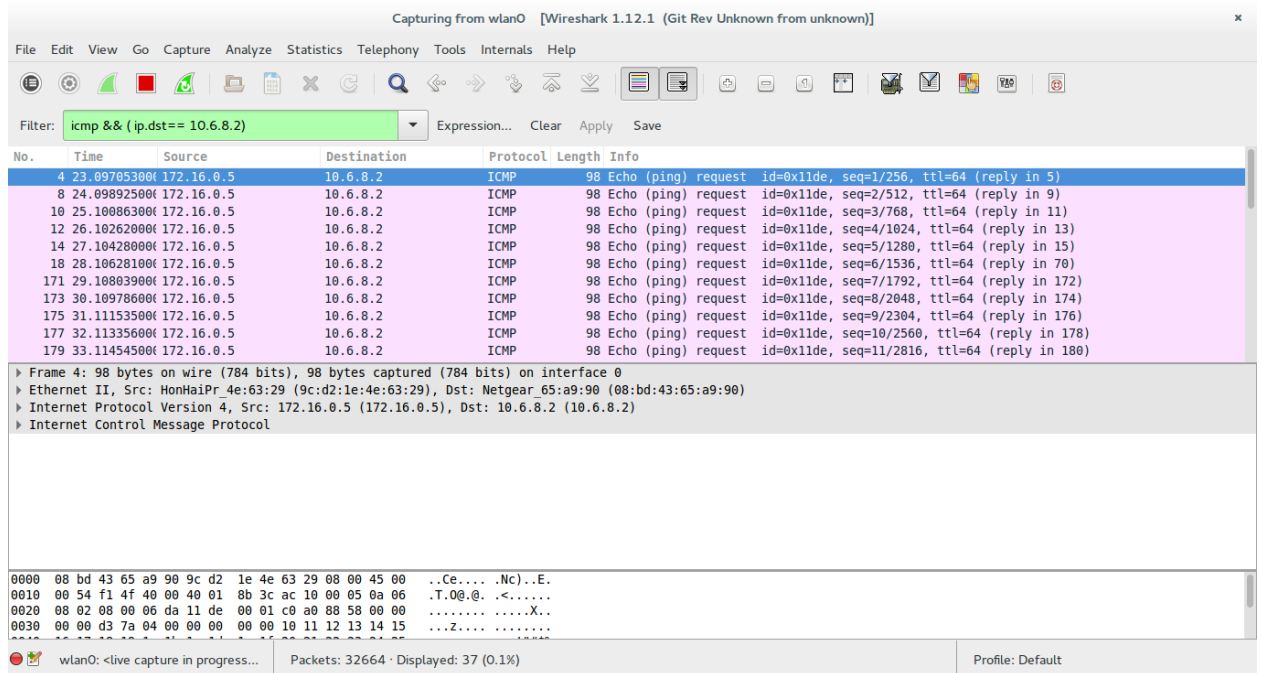 Capturing from wlan0 [Wireshark 1.12.1 (Git Rev Unknown from unknown)]
File Edit View Go Capture Analyze Statistics Telephony Tools Internals Help
Filter: icmp && ( ip.dst== 10.6.8.2) Expression... Clear Apply Save
No. Time Source Destination Protocol Length Info
4 23.097053000 172.16.0.5 10.6.8.2 ICMP 98 Echo (ping) request id=0x11de, seq=1/256, ttl=64 (reply in 5)
8 24.098925000 172.16.0.5 10.6.8.2 ICMP 98 Echo (ping) request id=0x11de, seq=2/512, ttl=64 (reply in 9)
10 25.100863000 172.16.0.5 10.6.8.2 ICMP 98 Echo (ping) request id=0x11de, seq=3/768, ttl=64 (reply in 11)
12 26.102620000 172.16.0.5 10.6.8.2 ICMP 98 Echo (ping) request id=0x11de, seq=4/1024, ttl=64 (reply in 13)
14 27.104280000 172.16.0.5 10.6.8.2 ICMP 98 Echo (ping) request id=0x11de, seq=5/1280, ttl=64 (reply in 15)
18 28.106281000 172.16.0.5 10.6.8.2 ICMP 98 Echo (ping) request id=0x11de, seq=6/1536, ttl=64 (reply in 70)
171 29.108039000 172.16.0.5 10.6.8.2 ICMP 98 Echo (ping) request id=0x11de, seq=7/1792, ttl=64 (reply in 172)
173 30.109786000 172.16.0.5 10.6.8.2 ICMP 98 Echo (ping) request id=0x11de, seq=8/2048, ttl=64 (reply in 174)
175 31.111535000 172.16.0.5 10.6.8.2 ICMP 98 Echo (ping) request id=0x11de, seq=9/2304, ttl=64 (reply in 176)
177 32.113356000 172.16.0.5 10.6.8.2 ICMP 98 Echo (ping) request id=0x11de, seq=10/2560, ttl=64 (reply in 178)
179 33.114545000 172.16.0.5 10.6.8.2 ICMP 98 Echo (ping) request id=0x11de, seq=11/2816, ttl=64 (reply in 180)
Frame 4: 98 bytes on wire (784 bits), 98 bytes captured (784 bits) on interface 0
Ethernet II, Src: HonHaiPr_4e:63:29 (9c:d2:1e:4e:63:29), Dst: Netgear_65:a9:90 (08:bd:43:65:a9:90)
Internet Protocol Version 4, Src: 172.16.0.5 (172.16.0.5), Dst: 10.6.8.2 (10.6.8.2)
Internet Control Message Protocol
0000 08 bd 43 65 a9 90 9c d2 1e 4e 63 29 08 00 45 00 ..Ce.... .Nc)..E.
0010 00 54 f1 4f 40 00 40 01 8b 3c ac 10 00 05 0a 06 .T.O@.@. .<......
0020 08 02 08 00 06 da 11 de 00 01 c0 a0 88 58 00 00 ........ .....X..
0030 00 00 d3 7a 04 00 00 00 00 00 10 11 12 13 14 15 ...z.... ........
wlan0: <live capture in progress... Packets: 32664 · Displayed: 37 (0.1%) Profile: Default